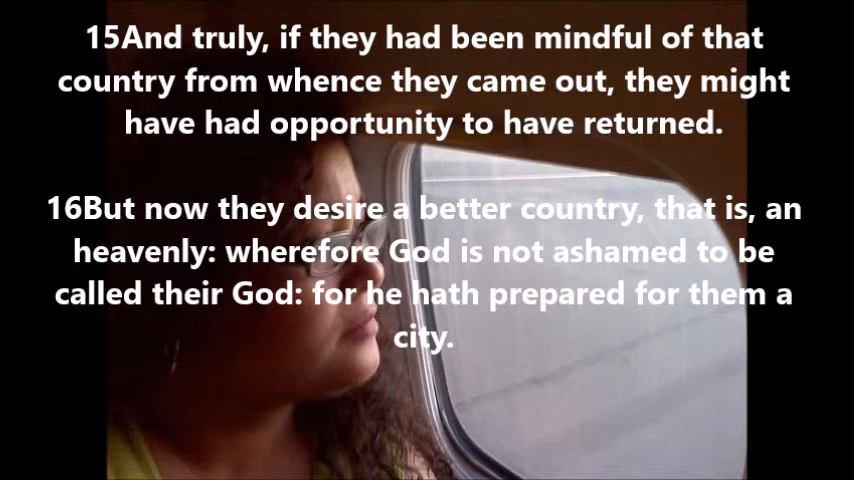 15And truly, if they had been mindful of that
country from whence they came out, they might
have had opportunity to have returned.
16But now they desire a better country, that is, an
heavenly: wherefore God is not ashamed to be
called their God: for he hath prepared for them a
city.